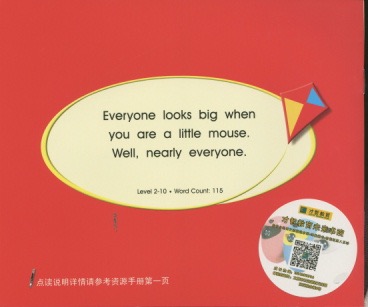 Everyone looks big when
you are a little mouse.
Well, nearly everyone.
Level 2-10 • Word Count: 115
点读说明详情请参考资源手册第一页